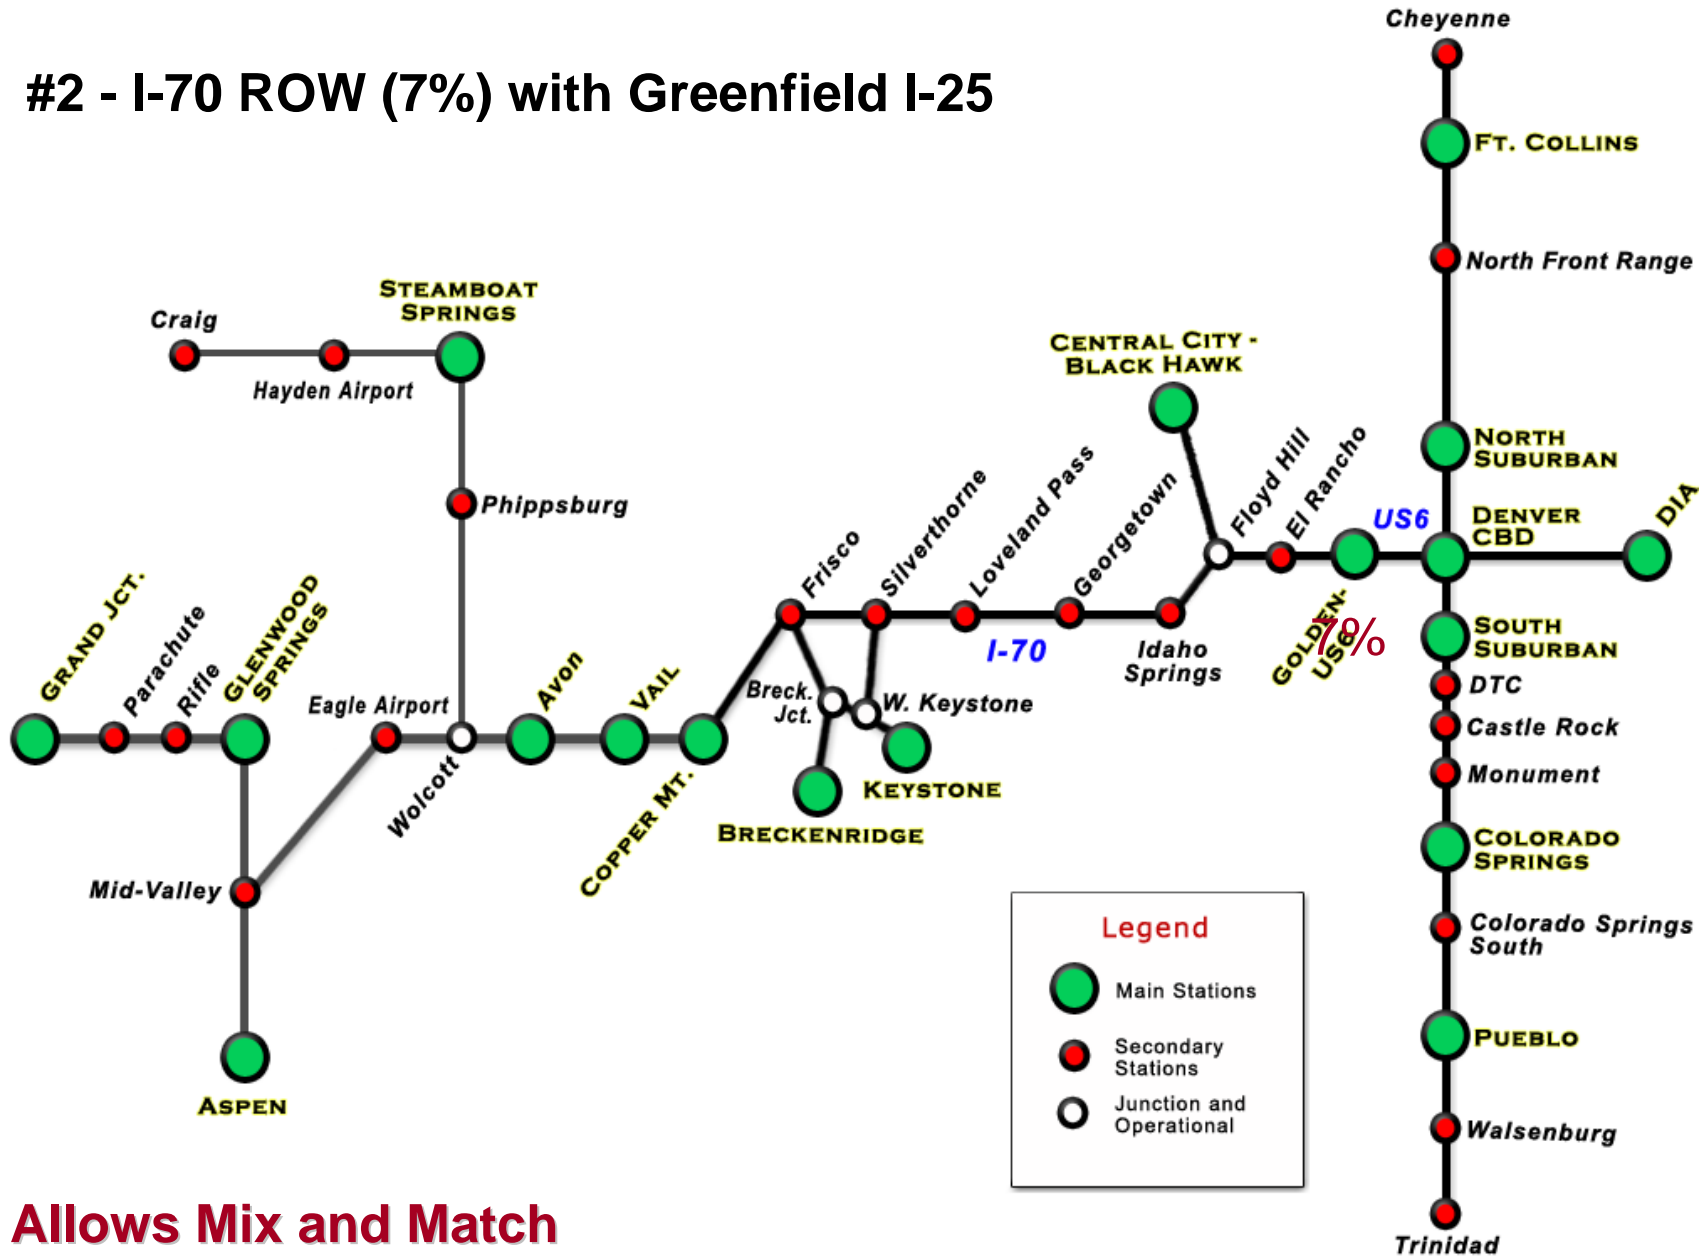 Cheyenne
#2 - I-70 ROW (7%) with Greenfield I-25
FT. COLLINS
North Front Range
STEAMBOAT
SPRINGS
Craig
Hayden Airport
CENTRAL CITY -
BLACK HAWK
NORTH
SUBURBAN
Phippsburg
Frisco
Silverthorne
Loveland Pass
Georgetown
Floyd Hill
El Rancho
US6
DENVER
CBD
DIA
GRAND JCT.
Parachute
Rifle
GLENWOOD
SPRINGS
Eagle Airport
Wolcott
Avon
VAIL
COPPER MT.
Breck.
Jct.
W. Keystone
I-70
Idaho
Springs
GOLDEN-
US6
7%
SOUTH
SUBURBAN
DTC
Castle Rock
Monument
KEYSTONE
BRECKENRIDGE
COLORADO
SPRINGS
Mid-Valley
Colorado Springs
South
Legend
Main Stations
Secondary
Stations
Junction and
Operational
PUEBLO
ASPEN
Walsenburg
Allows Mix and Match
Trinidad